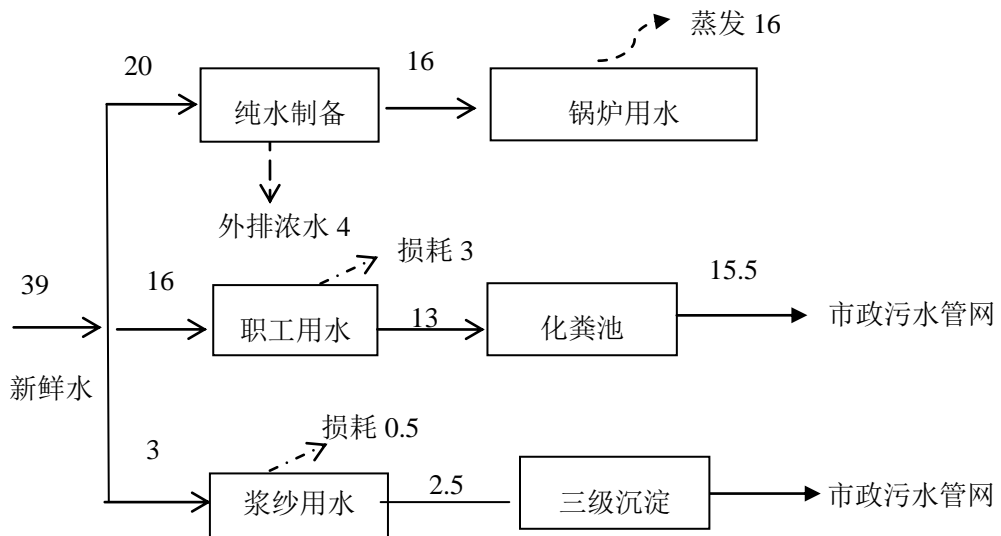 蒸发 16
20
16
纯水制备
锅炉用水
外排浓水 4
损耗 3
15.5
39
16
职工用水
13
化粪池
市政污水管网
新鲜水
损耗 0.5
3
浆纱用水
2.5
三级沉淀
市政污水管网